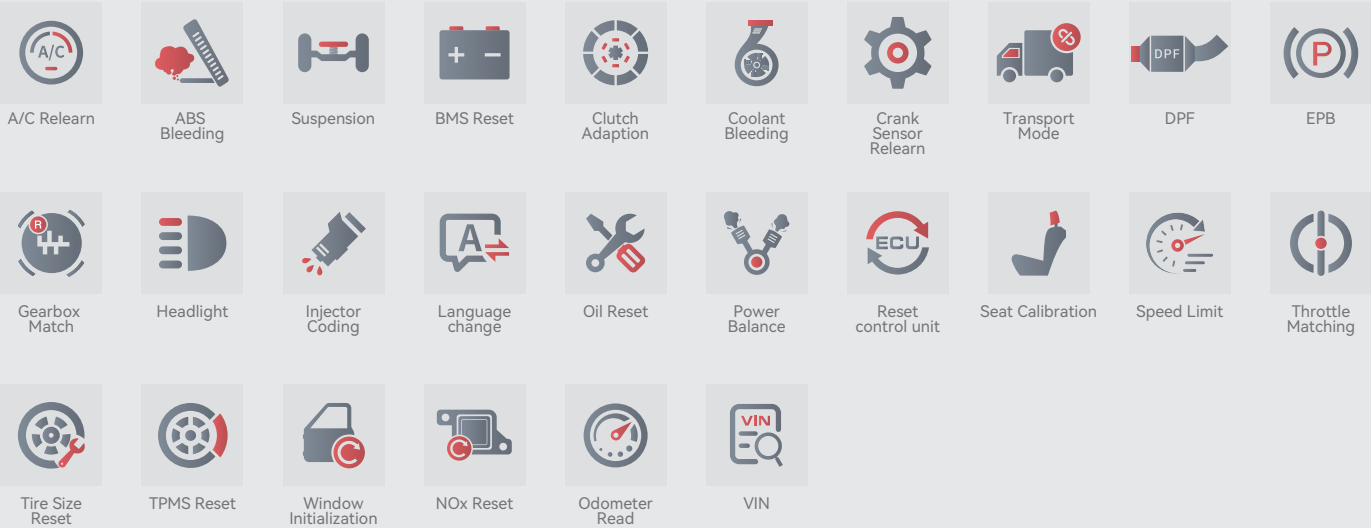 A/C
DPF
P
A/C Relearn
ABS
Bleeding
Suspension
BMS Reset
Clutch
Adaption
Coolant
Bleeding
Crank
Sensor
Relearn
Transport
Mode
DPF
EPB
R
A
ECU
Gearbox
Match
Headlight
Injector
Coding
Language
change
Oil Reset
Power
Balance
Reset
control unit
Seat Calibration
Speed Limit
Throttle
Matching
VIN
Tire Size
Reset
TPMS Reset
Window
Initialization
NOx Reset
Odometer
Read
VIN